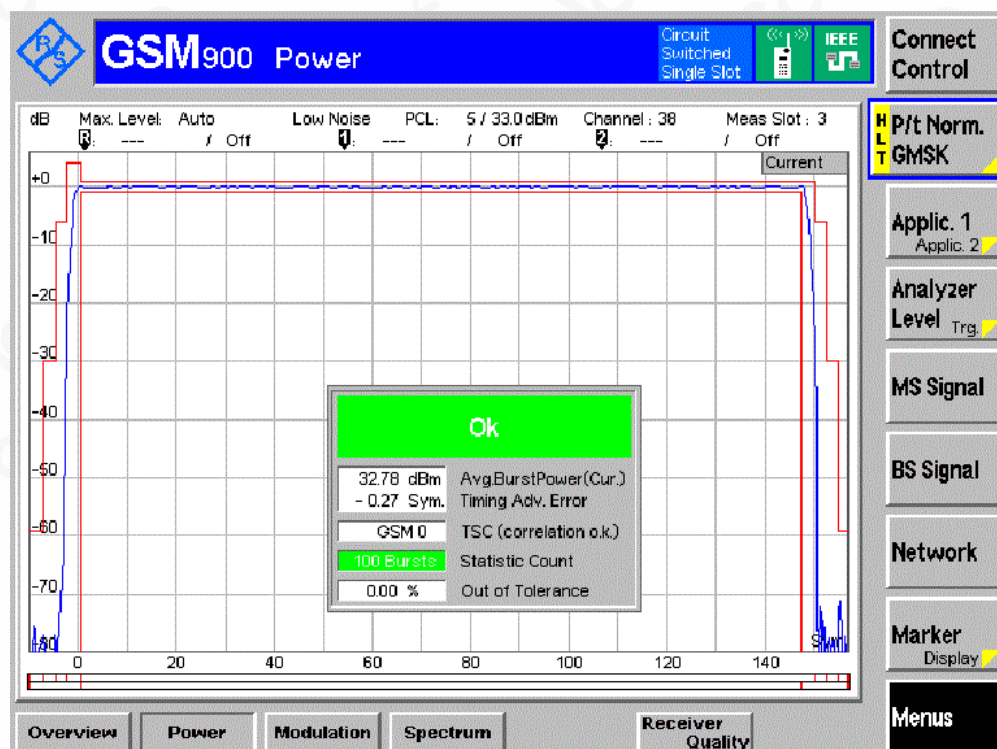 R S
GSM900 Power
Circuit
Switched
Single Slot
IEEE
Connect
Control
dB Max. Level: Auto Low Noise PCL: 5 / 33.0 dBm Channel : 38 Meas Slot : 3
R: --- / Off 1: --- / Off 2: --- / Off
Current
HLT
P/t Norm.
GMSK
Applic. 1
Applic. 2
Analyzer
Level Trg.
MS Signal
BS Signal
Network
Marker
Display
Menus
+0
-10
-20
-30
-40
-50
-60
-70
-80
Ok
32.78 dBm Avg.BurstPower(Cur.)
- 0.27 Sym. Timing Adv. Error
GSM 0 TSC (correlation o.k.)
100 Bursts Statistic Count
0.00 % Out of Tolerance
Sym
0 20 40 60 80 100 120 140
Overview Power Modulation Spectrum Receiver
Quality